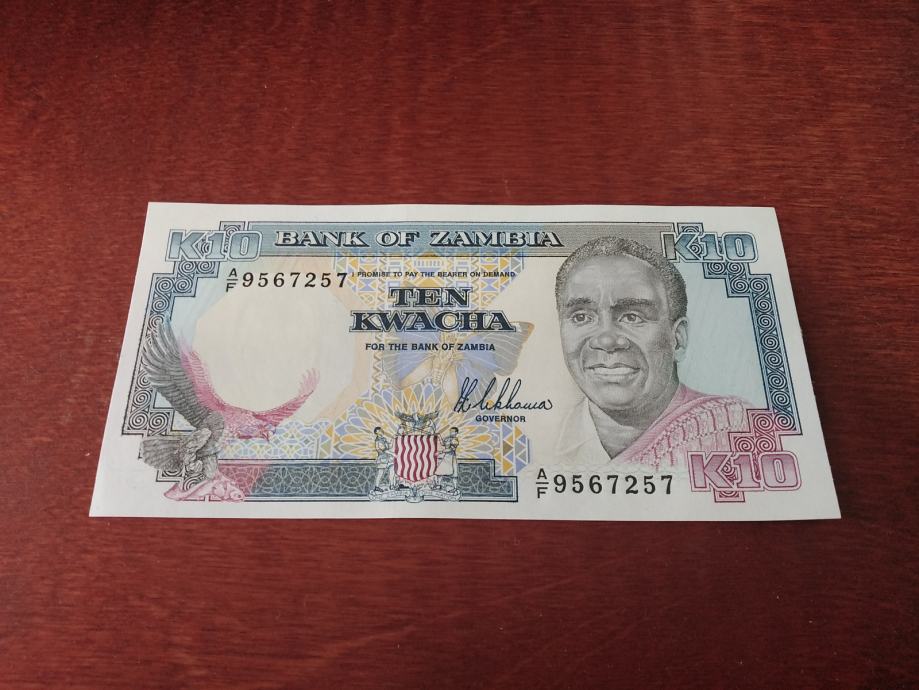 K10 BANK OF ZAMBIA K10
A/F 9567257
I PROMISE TO PAY THE BEARER ON DEMAND
TEN
KWACHA
FOR THE BANK OF ZAMBIA
GOVERNOR
A/F 9567257
K10